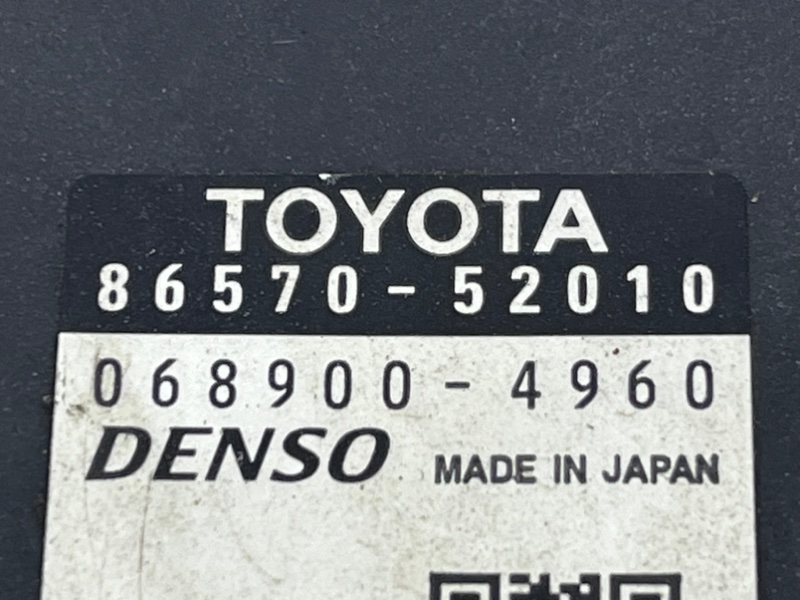 TOYOTA
86570-52010
068900-4960
DENSO MADE IN JAPAN